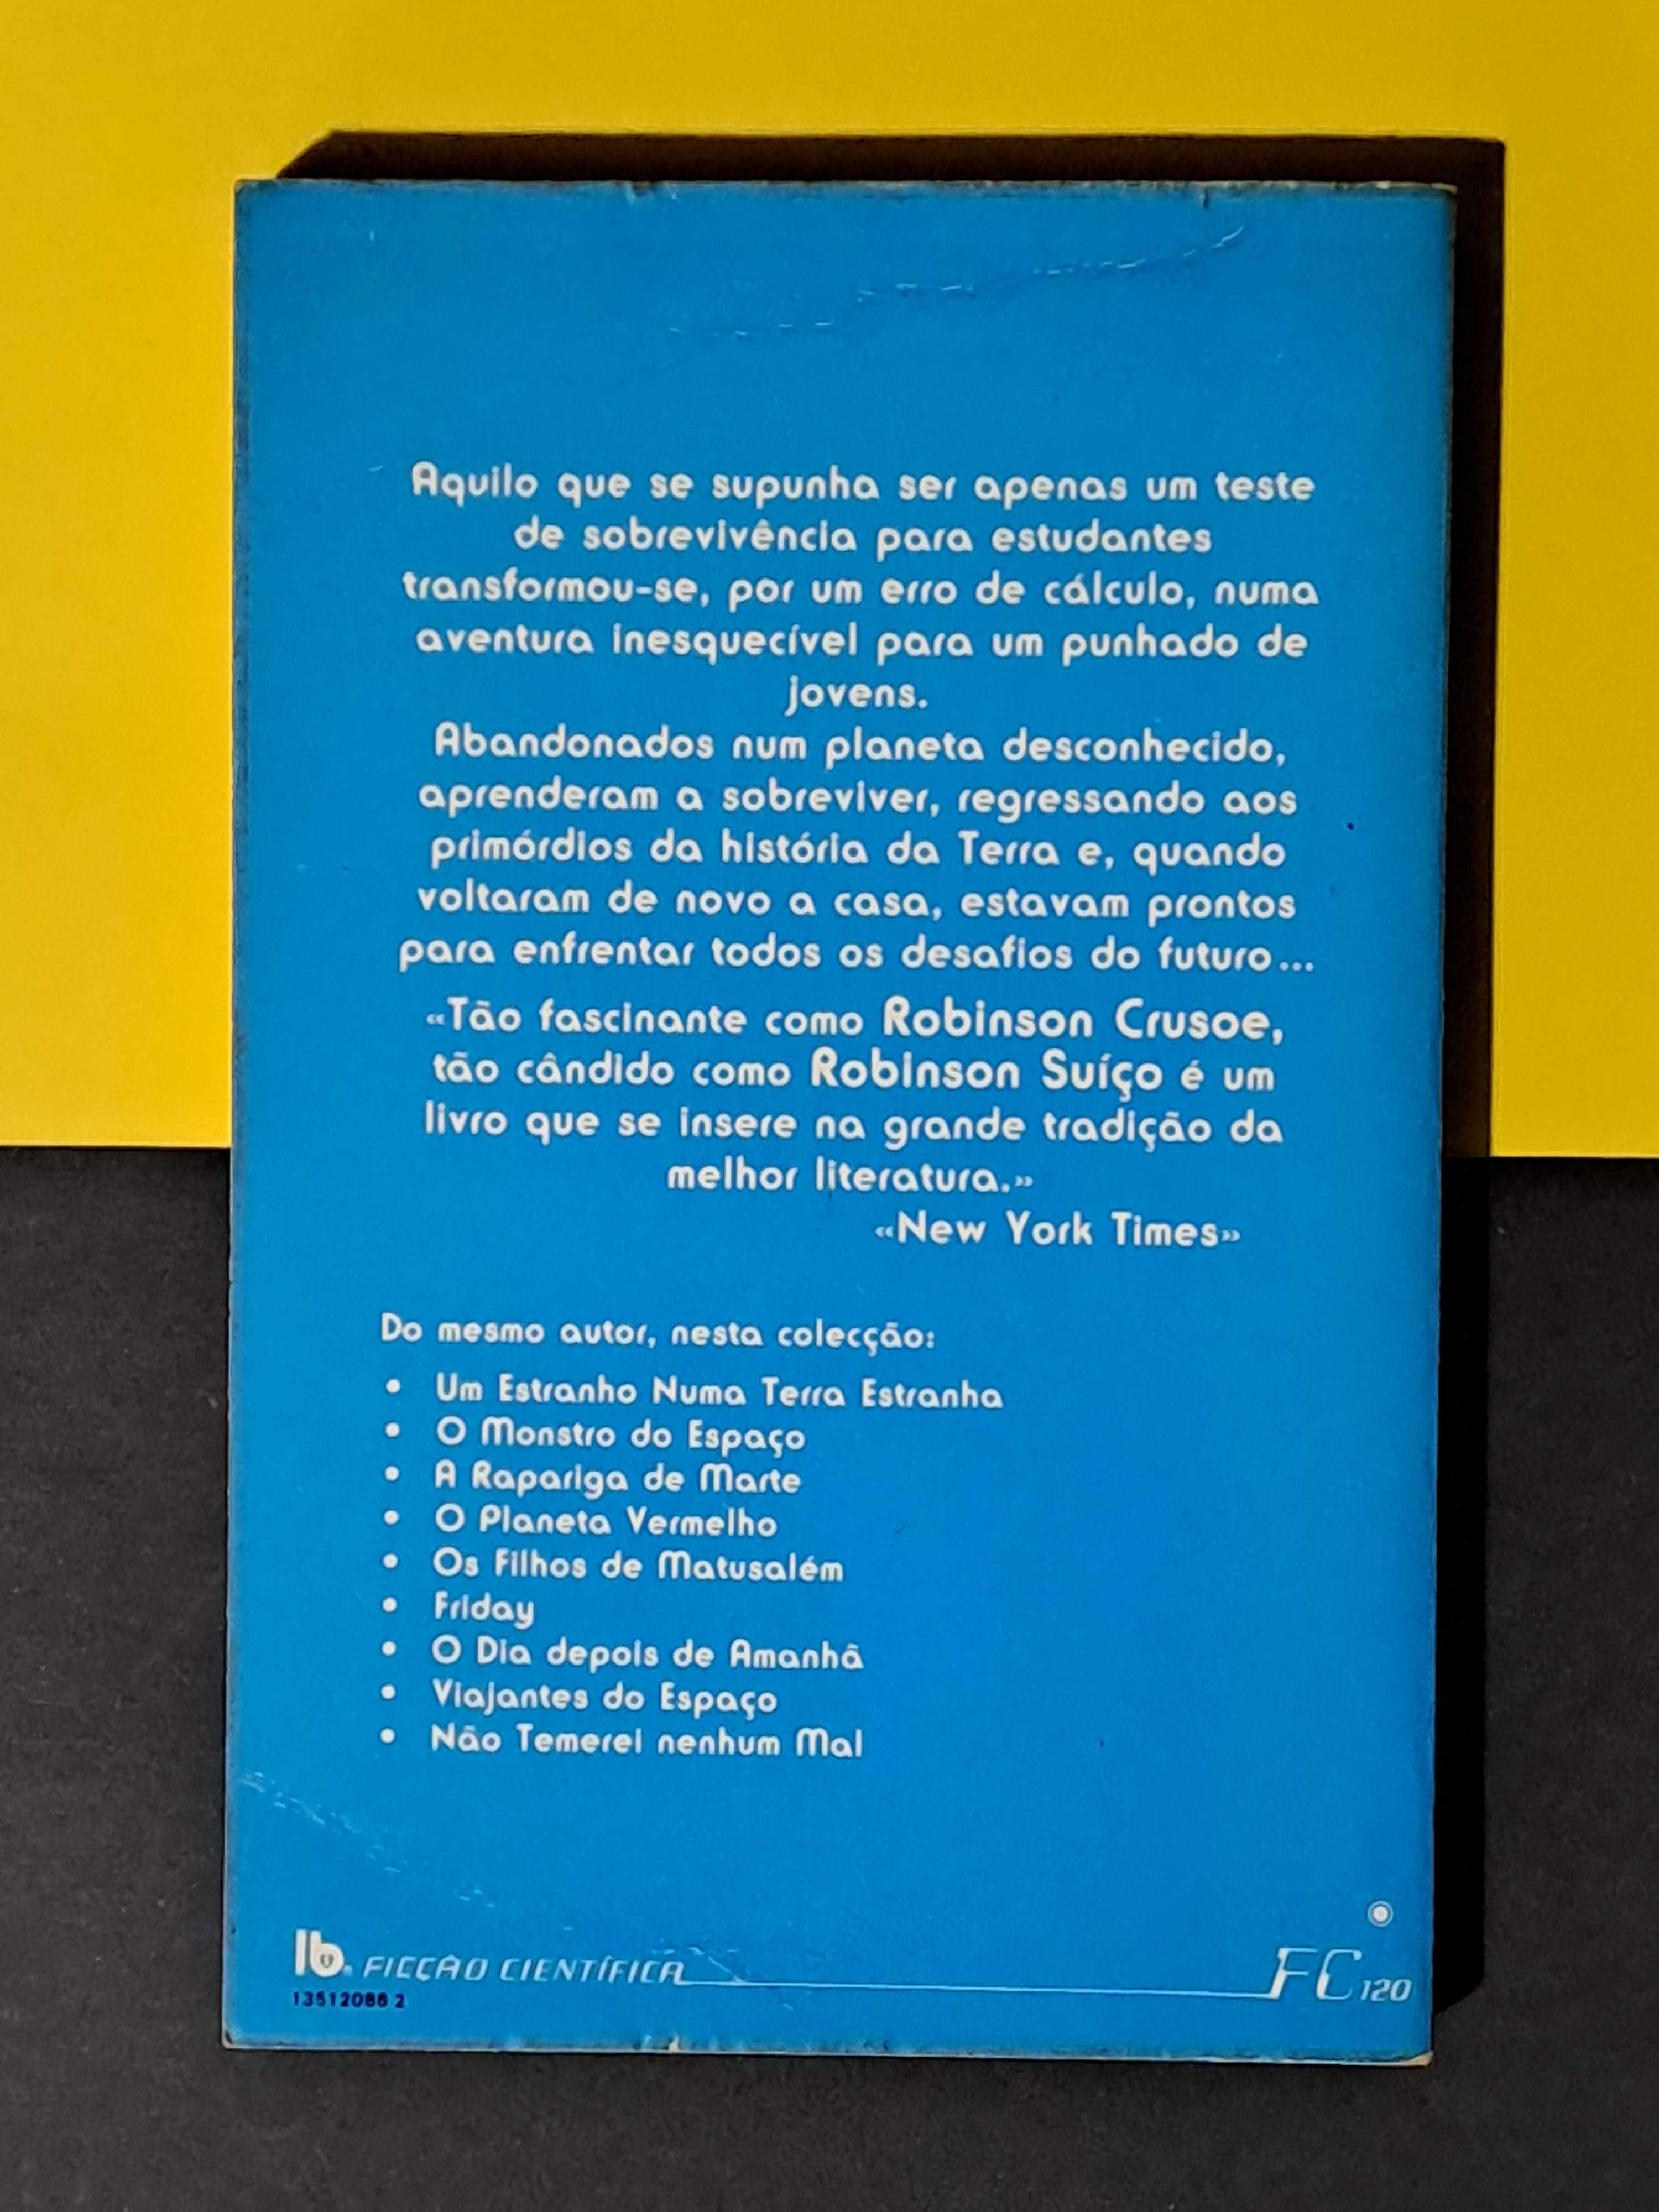 Aquilo que se supunha ser apenas um teste
de sobrevivência para estudantes
transformou-se, por um erro de cálculo, numa
aventura inesquecível para um punhado de
jovens.
Abandonados num planeta desconhecido,
aprenderam a sobreviver, regressando aos
primórdios da história da Terra e, quando
voltaram de novo a casa, estavam prontos
para enfrentar todos os desafios do futuro...
«Tão fascinante como Robinson Crusoe,
tão cândido como Robinson Suíço é um
livro que se insere na grande tradição da
melhor literatura.»
«New York Times»
Do mesmo autor, nesta colecção:
• Um Estranho Numa Terra Estranha
• O Monstro do Espaço
• A Rapariga de Marte
• O Planeta Vermelho
• Os Filhos de Matusalém
• Friday
• O Dia depois de Amanhã
• Viajantes do Espaço
• Não Temerei nenhum Mal
lb. FICÇÃO CIENTÍFICA FC 120